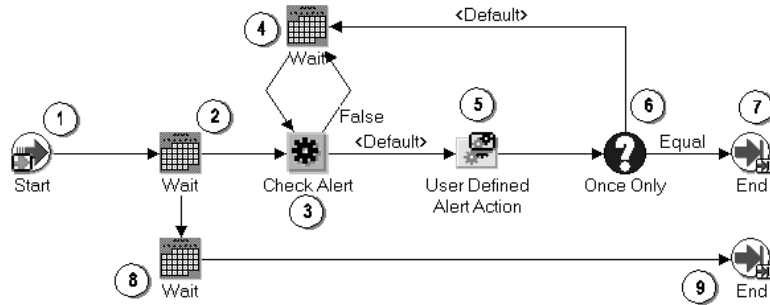 <Default>
4
Wait
1
2
5
6
7
False
<Default>
Equal
Start
Wait
Check Alert
User Defined
Alert Action
Once Only
End
3
8
Wait
9
End